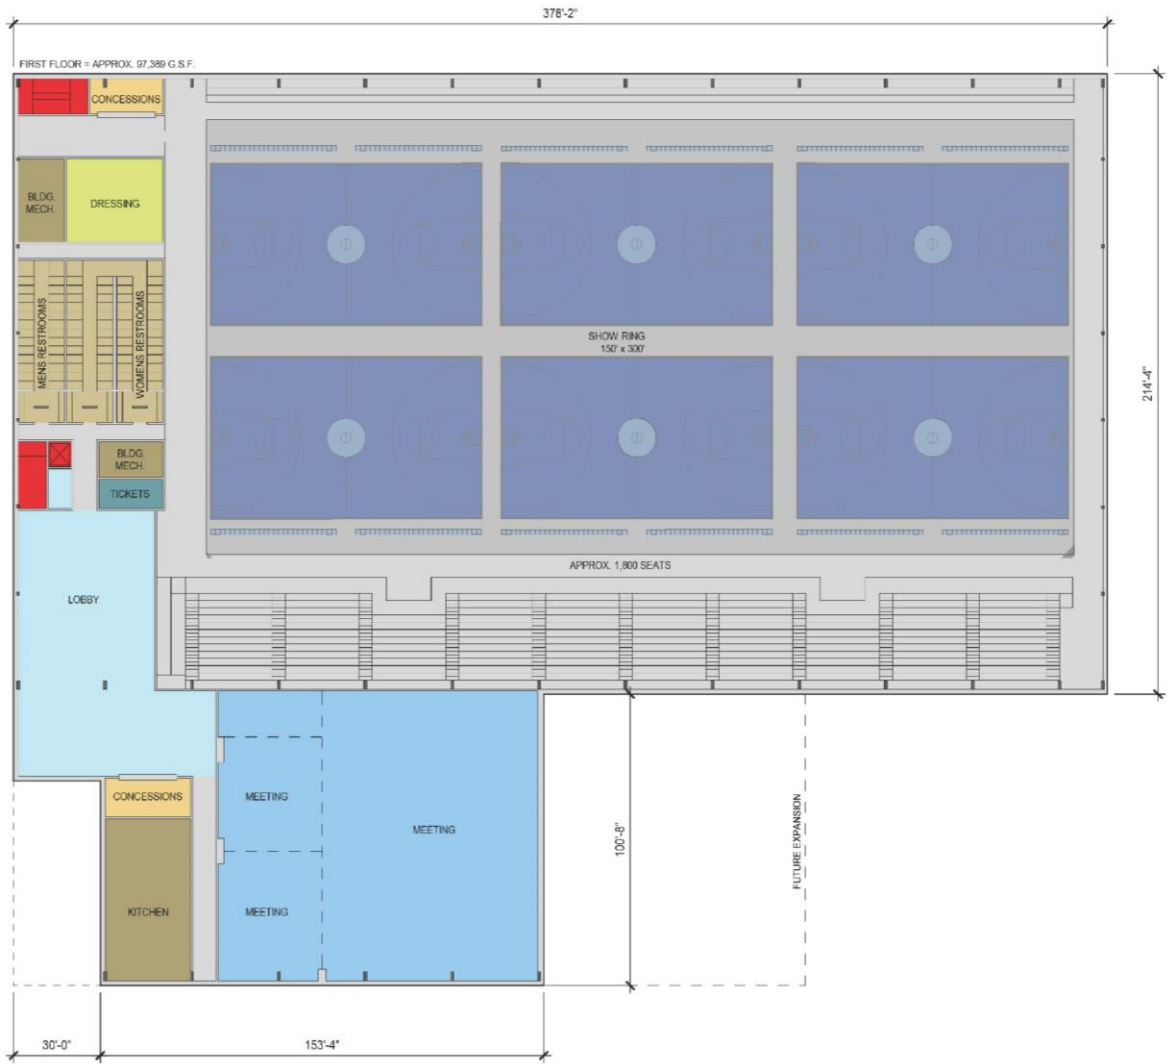 378'-2"
FIRST FLOOR = APPROX. 97,389 G.S.F.
CONCESSIONS
BLDG.
MECH.
DRESSING
MENS RESTROOMS
WOMENS RESTROOMS
SHOW RING
150' x 300'
214'-4"
BLDG.
MECH.
TICKETS
APPROX. 1,800 SEATS
LOBBY
CONCESSIONS
MEETING
MEETING
100'-8"
FUTURE EXPANSION
KITCHEN
MEETING
30'-0"
153'-4"